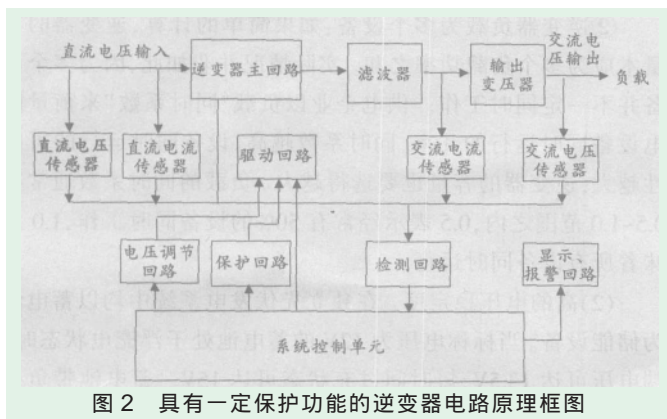 直流电压输入
逆变器主回路
滤波器
输出
变压器
交流电
压输出
负载
直流电压
传感器
直流电流
传感器
驱动回路
交流电流
传感器
交流电压
传感器
电压调节
回路
保护回路
检测回路
显示
报警回路
系统控制单元
图 2 具有一定保护功能的逆变器电路原理框图